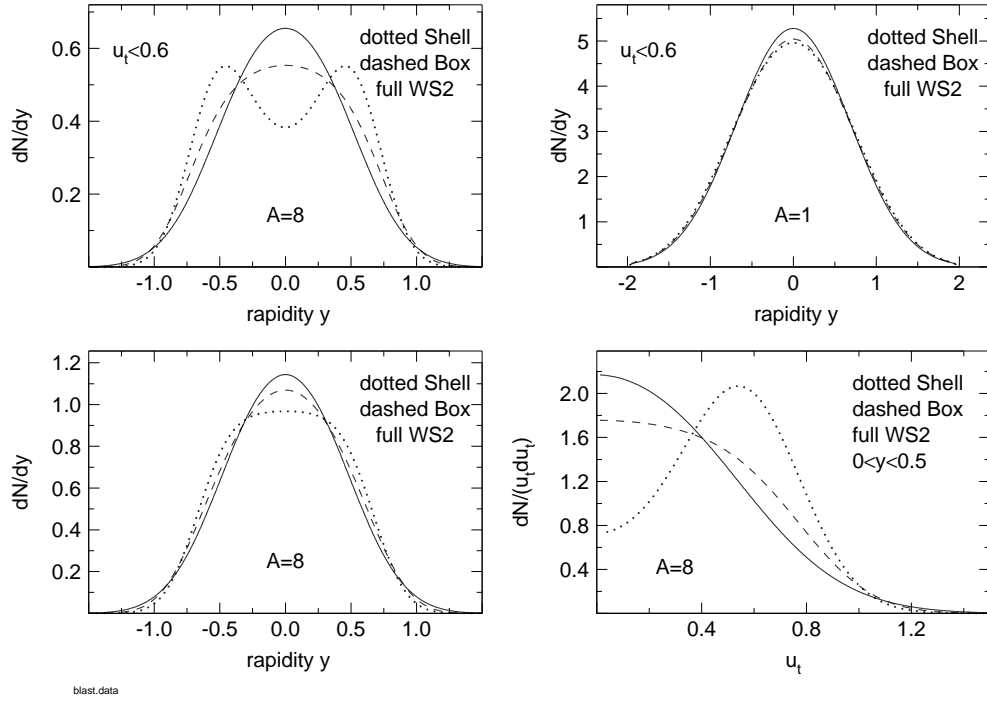 0.6
0.4
0.2
dN/dy
u_t<0.6
dotted Shell
dashed Box
full WS2
A=8
-1.0 -0.5 0.0 0.5 1.0
rapidity y
5
4
3
2
1
dN/dy
u_t<0.6
dotted Shell
dashed Box
full WS2
A=1
-2 -1 0 1 2
rapidity y
1.2
1.0
0.8
0.6
0.4
0.2
dN/dy
dotted Shell
dashed Box
full WS2
A=8
-1.0 -0.5 0.0 0.5 1.0
rapidity y
2.0
1.6
1.2
0.8
0.4
dN/(u_tdu_t)
dotted Shell
dashed Box
full WS2
0<y<0.5
A=8
0.4 0.8 1.2
u_t
blast.data